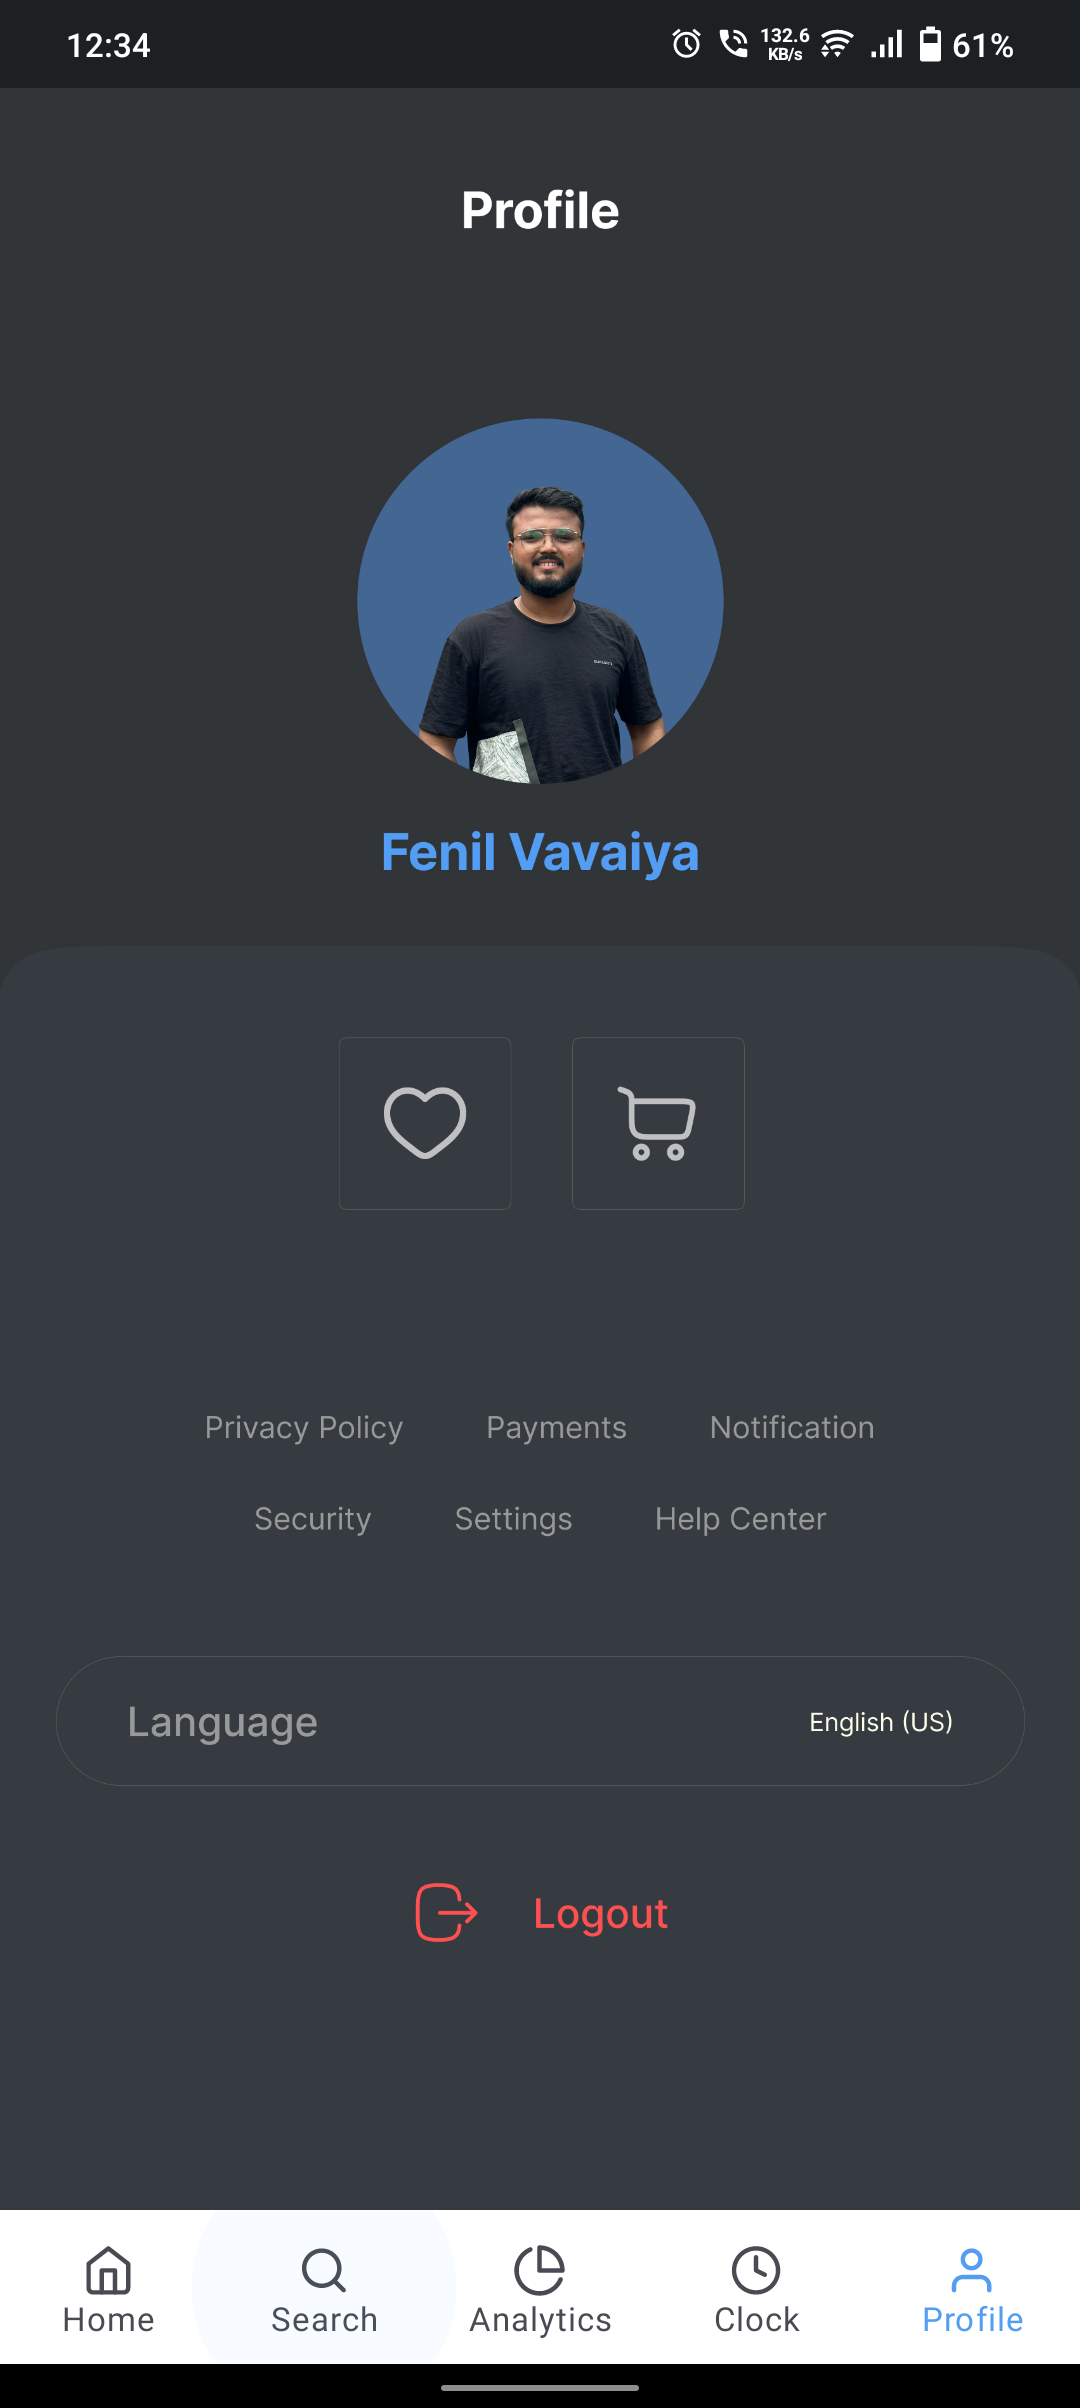 12:34
132.6
KB/s
61%
Profile
Fenil Vavaiya
Privacy Policy Payments Notification
Security Settings Help Center
Language English (US)
Logout
Home Search Analytics Clock Profile